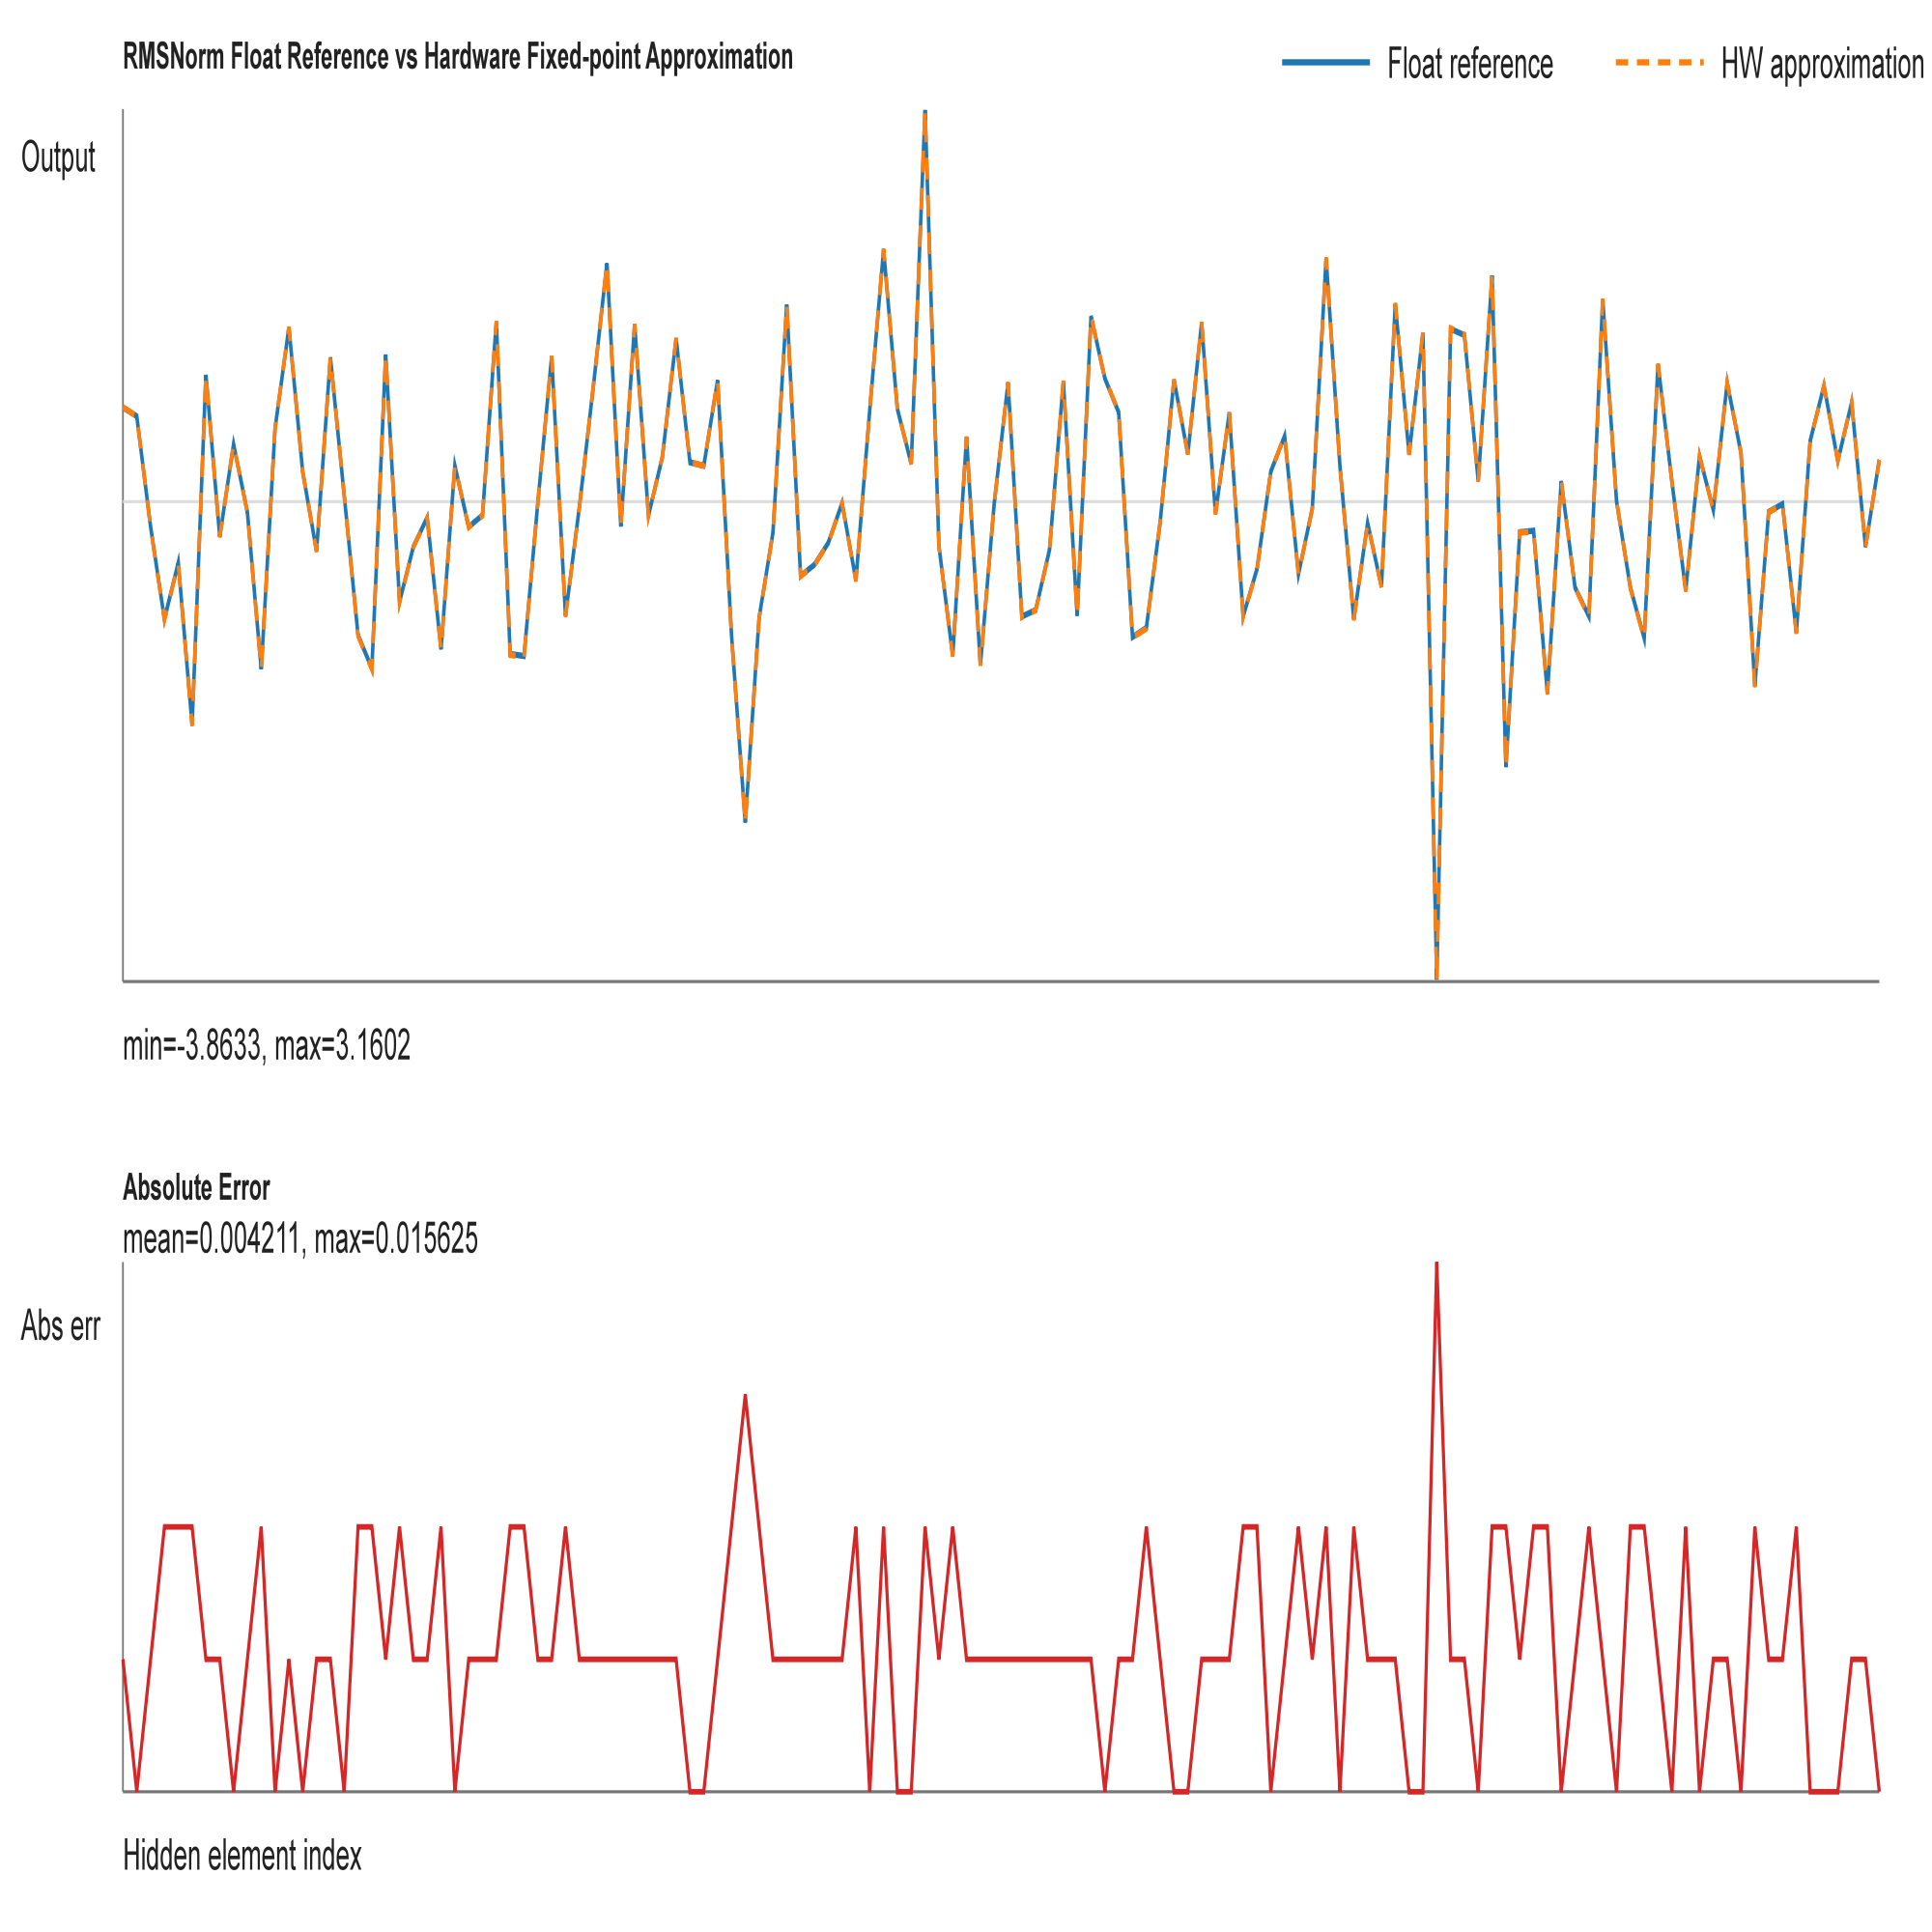 RMSNorm Float Reference vs Hardware Fixed-point Approximation
Float reference
HW approximation
Output
min=-3.8633, max=3.1602
Absolute Error
mean=0.004211, max=0.015625
Abs err
Hidden element index